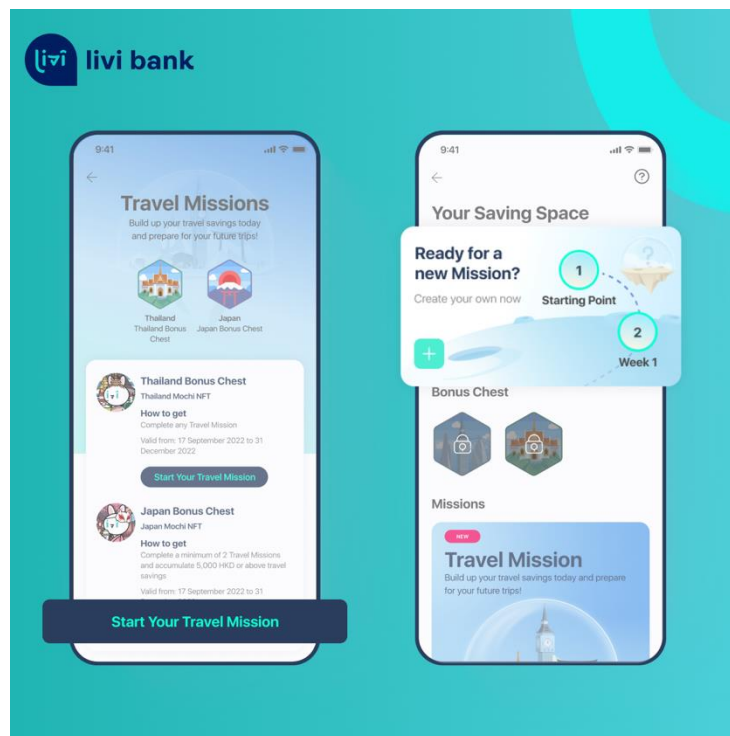 livi
livi bank
9:41
Travel Missions
Build up your travel savings today
and prepare for your future trips!
Thailand
Thailand Bonus
Chest
Japan
Japan Bonus Chest
Thailand Bonus Chest
Thailand Mochi NFT
How to get
Complete any Travel Mission
Valid from: 17 September 2022 to 31
December 2022
Start Your Travel Mission
Japan Bonus Chest
Japan Mochi NFT
How to get
Complete a minimum of 2 Travel Missions
and accumulate 5,000 HKD or above travel
savings
Valid from: 17 September 2022 to 31
Start Your Travel Mission
9:41
?
Your Saving Space
Ready for a
new Mission?
Create your own now
+
?
1
Starting Point
2
Week 1
Bonus Chest
Missions
NEW
Travel Mission
Build up your travel savings today and prepare
for your future trips!